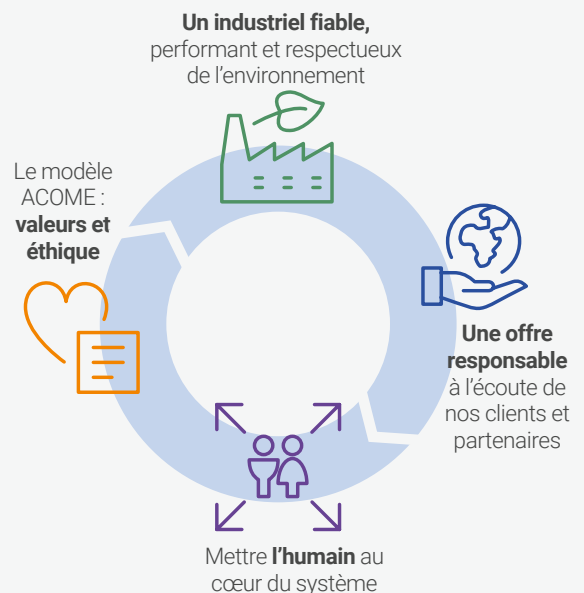 Un industriel fiable,
performant et respectueux
de l'environnement
Le modèle
ACOME :
valeurs et
éthique
Une offre
responsable
à l'écoute de
nos clients et
partenaires
Mettre l'humain au
cœur du système